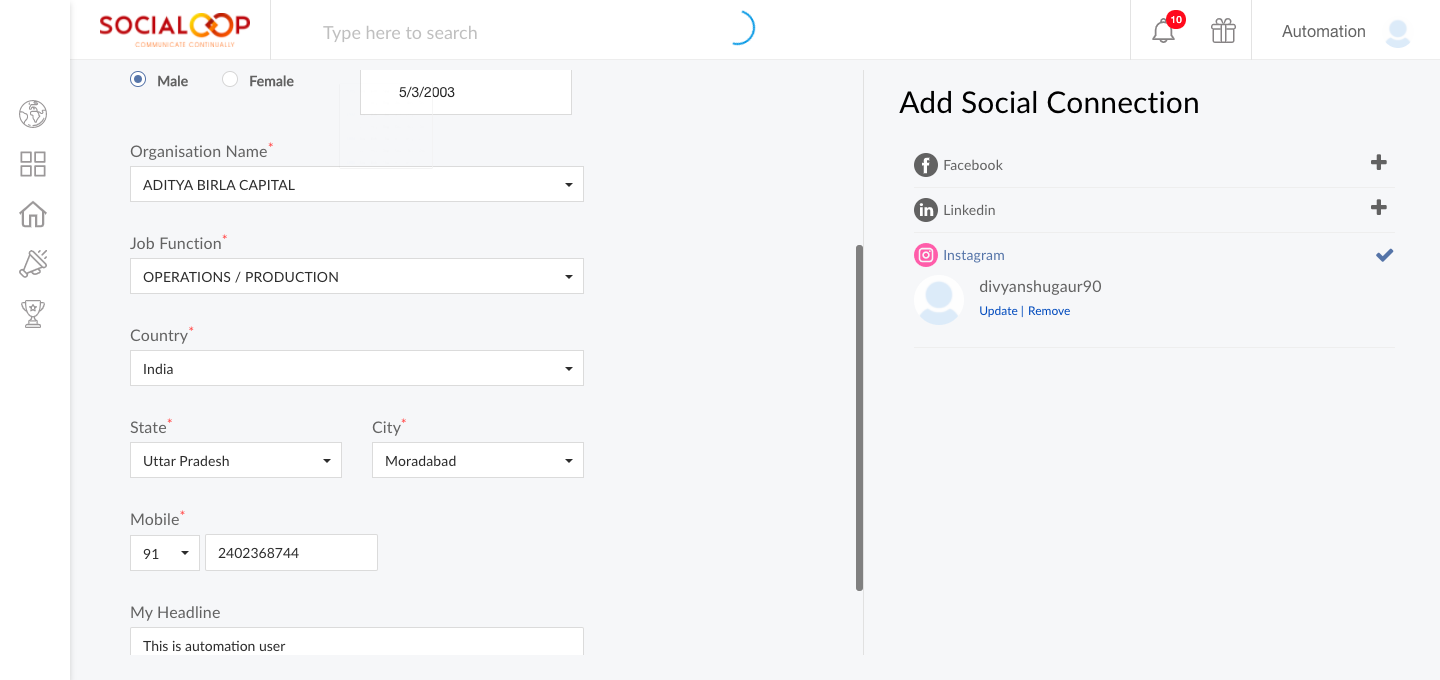 SOCIALOOP
COMMUNICATE CONTINUALLY
Type here to search
10
Automation
Male
Female
5/3/2003
Organisation Name*
ADITYA BIRLA CAPITAL
Job Function*
OPERATIONS / PRODUCTION
Country*
India
State*
City*
Uttar Pradesh
Moradabad
Mobile*
91
2402368744
My Headline
This is automation user
Add Social Connection
Facebook
Linkedin
Instagram
divyanshugaur90
Update | Remove